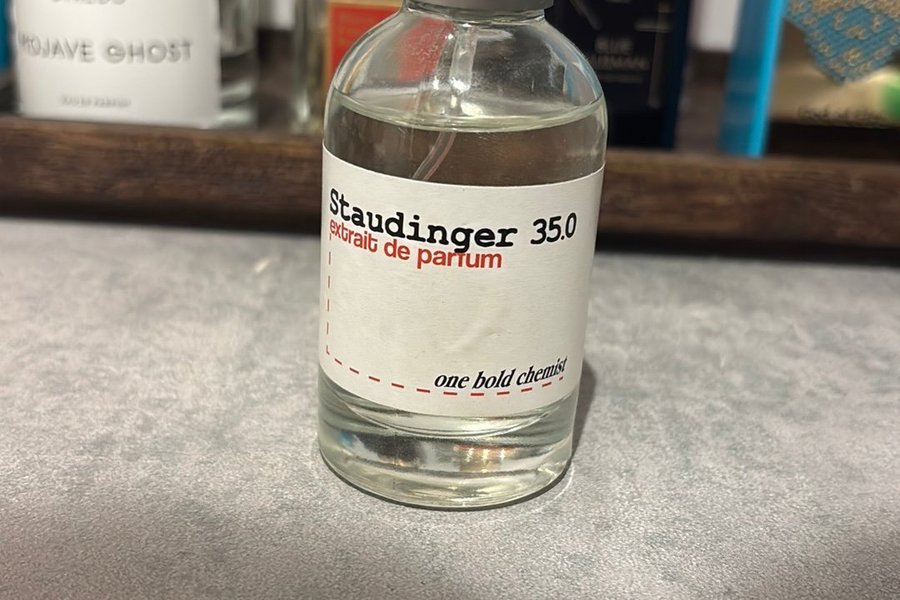 MOJAVE GHOST
Staudinger 35.0
extrait de parfum
one bold chemist